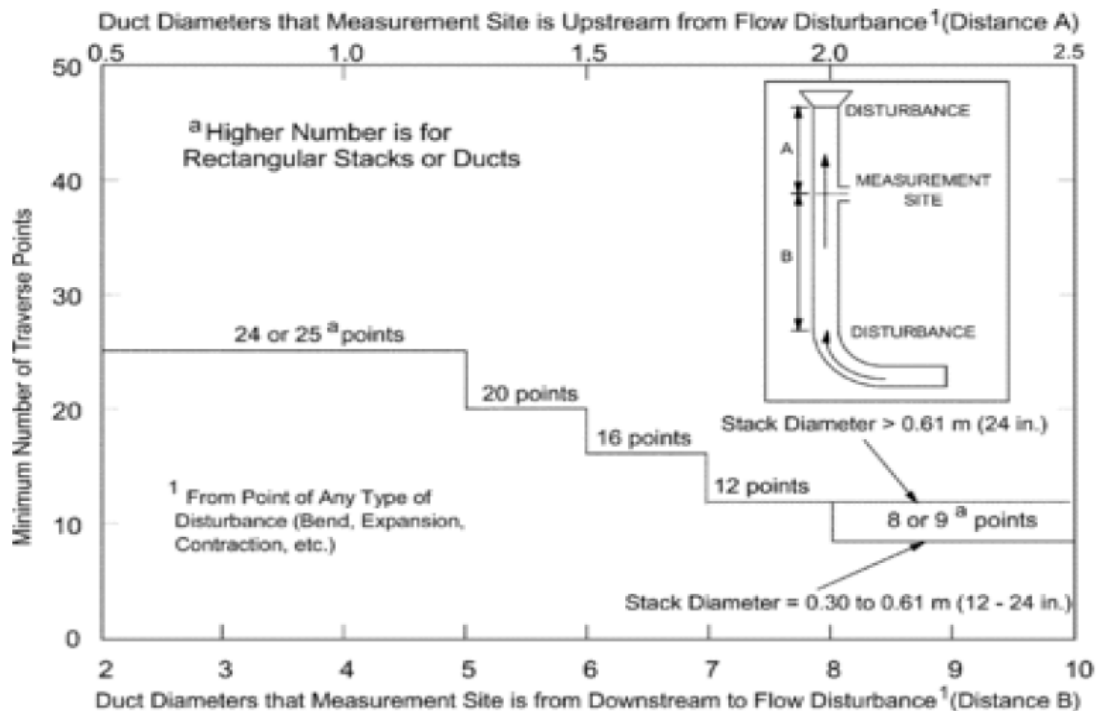 Duct Diameters that Measurement Site is Upstream from Flow Disturbance¹(Distance A)
0.5 1.0 1.5 2.0 2.5
50
40
30
20
10
0
Minimum Number of Traverse Points
ᵃ Higher Number is for
Rectangular Stacks or Ducts
DISTURBANCE
A
MEASUREMENT
SITE
B
DISTURBANCE
24 or 25 ᵃ points
20 points
16 points
12 points
Stack Diameter > 0.61 m (24 in.)
8 or 9 ᵃ points
Stack Diameter = 0.30 to 0.61 m (12 - 24 in.)
¹ From Point of Any Type of
Disturbance (Bend, Expansion,
Contraction, etc.)
2 3 4 5 6 7 8 9 10
Duct Diameters that Measurement Site is from Downstream to Flow Disturbance¹(Distance B)